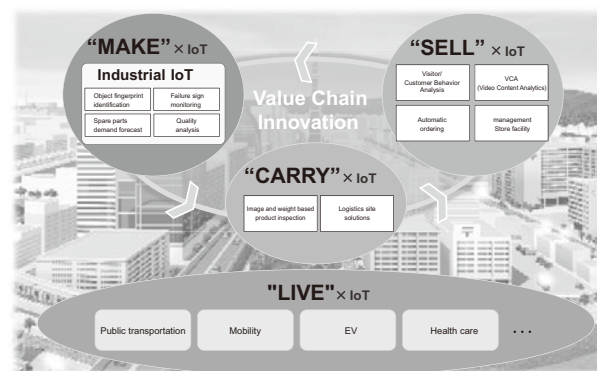 “MAKE” × IoT
Industrial IoT
Object fingerprint
identification
Failure sign
monitoring
Spare parts
demand forecast
Quality
analysis
Value Chain
Innovation
“SELL” × IoT
Visitor/
Customer Behavior
Analysis
VCA
(Video Content Analytics)
Automatic
ordering
management
Store facility
“CARRY” × IoT
Image and weight based
product inspection
Logistics site
solutions
"LIVE" × IoT
Public transportation
Mobility
EV
Health care
···